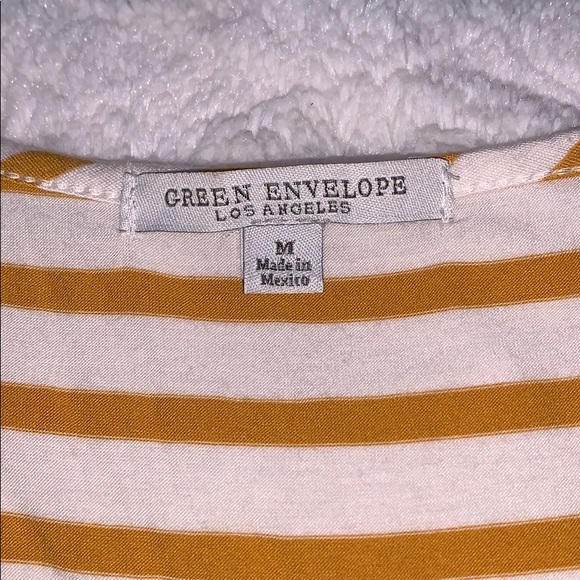 GREEN ENVELOPE
LOS ANGELES
M
Made in
Mexico